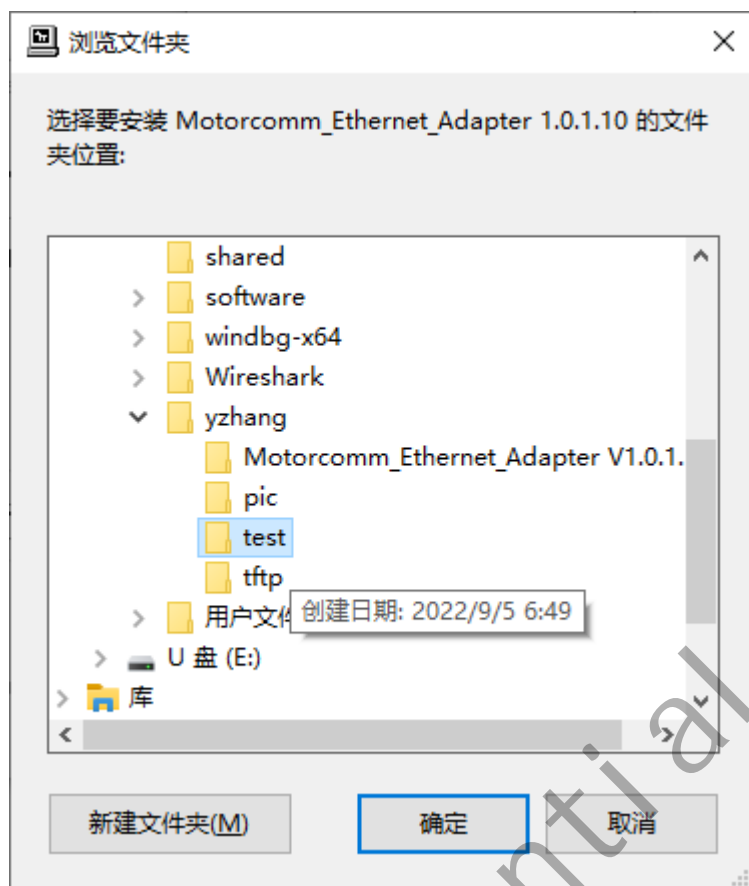 浏览文件夹
选择要安装 Motorcomm_Ethernet_Adapter 1.0.1.10 的文件
夹位置:
shared
software
windbg-x64
Wireshark
yzhang
Motorcomm_Ethernet_Adapter V1.0.1.
pic
test
tftp
用户文件
创建日期: 2022/9/5 6:49
U 盘 (E:)
库
新建文件夹(M)
确定
取消
ntial